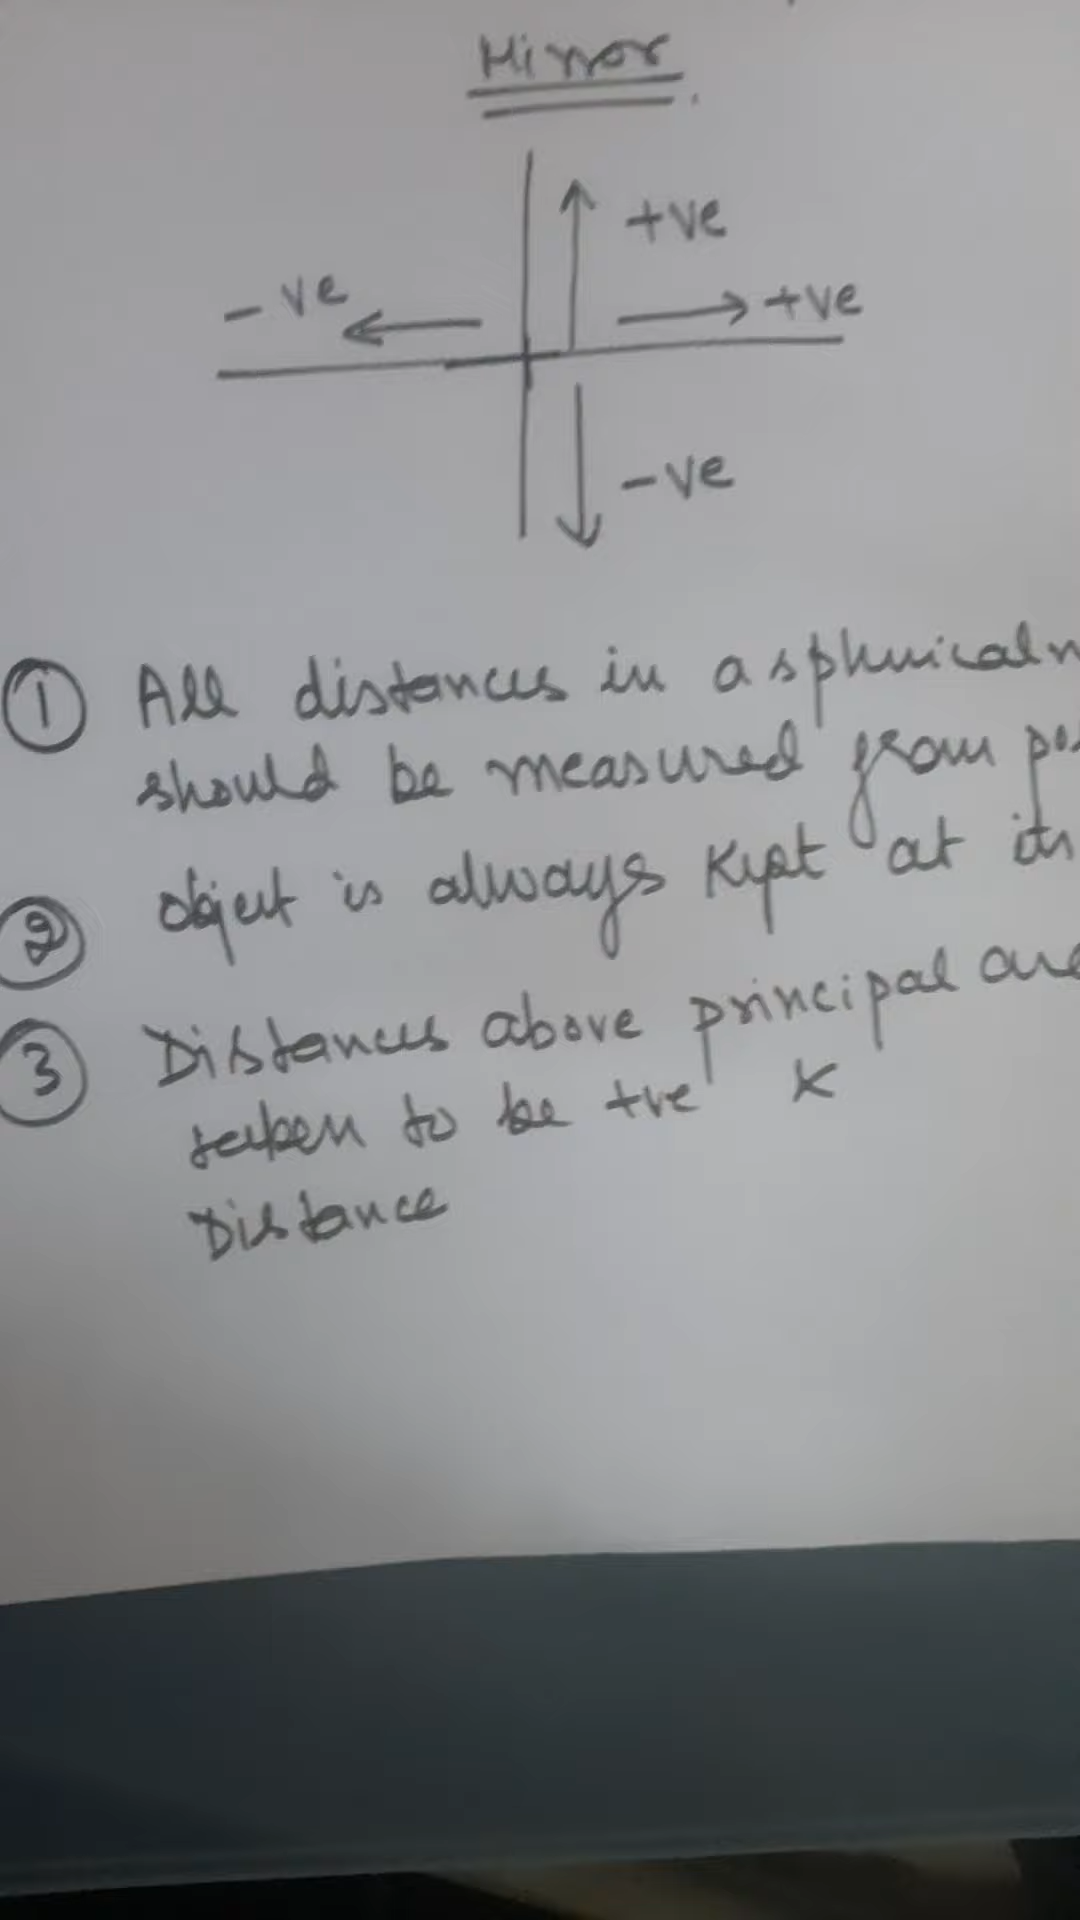 Mirror
+ve
-ve
+ve
-ve
① All distances in a spherical
should be measured from
② object is always kept at
③ Distances above principal are
taken to be +ve
Distance